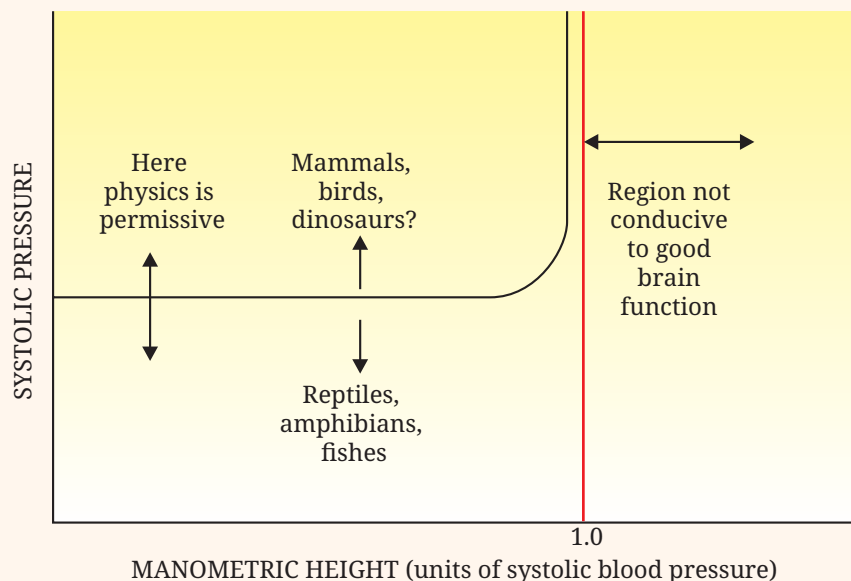 SYSTOLIC PRESSURE
Here
physics is
permissive
Mammals,
birds,
dinosaurs?
Region not
conducive
to good
brain
function
Reptiles,
amphibians,
fishes
1.0
MANOMETRIC HEIGHT (units of systolic blood pressure)